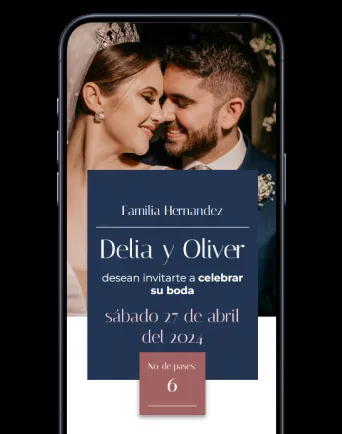 Familia Hernandez
Delia y Oliver
desean invitarte a celebrar
su boda
sábado 27 de abril
del 2024
No. de pases:
6